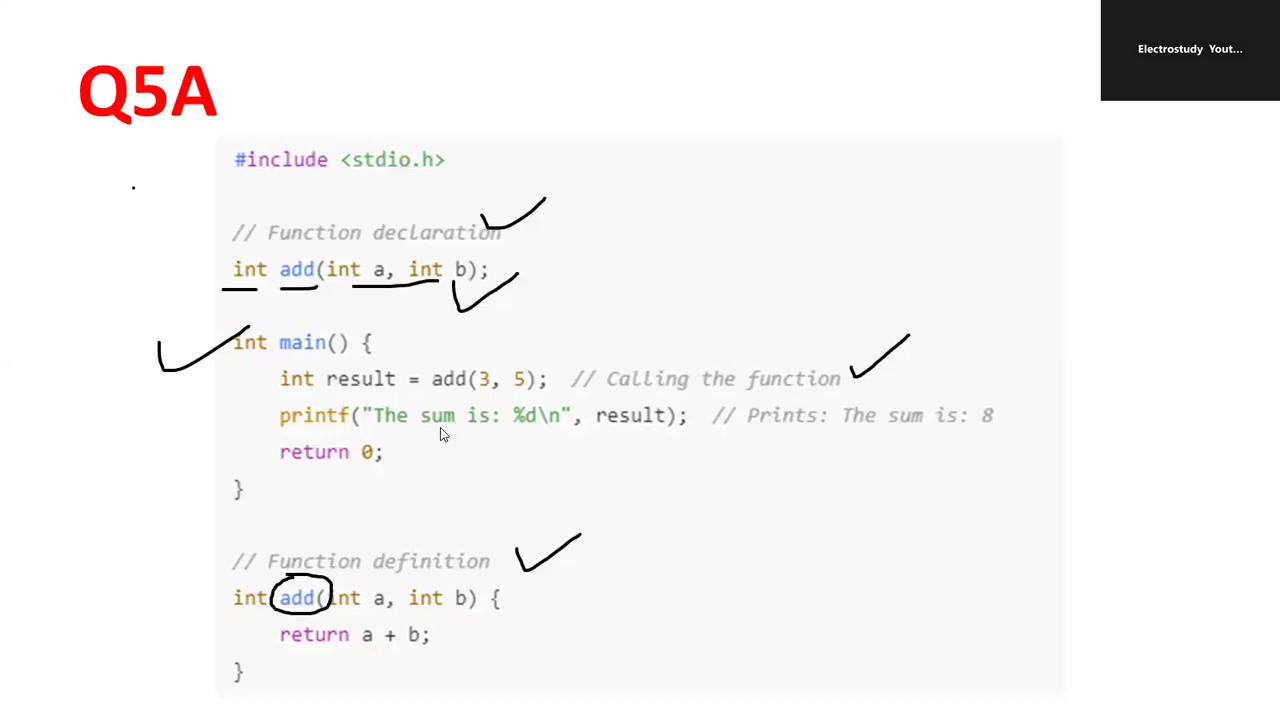 Electrostudy Yout...
Q5A
#include <stdio.h>
// Function declaration
int add(int a, int b);
int main() {
int result = add(3, 5); // Calling the function
printf("The sum is: %d\n", result); // Prints: The sum is: 8
return 0;
}
// Function definition
int add(int a, int b) {
return a + b;
}